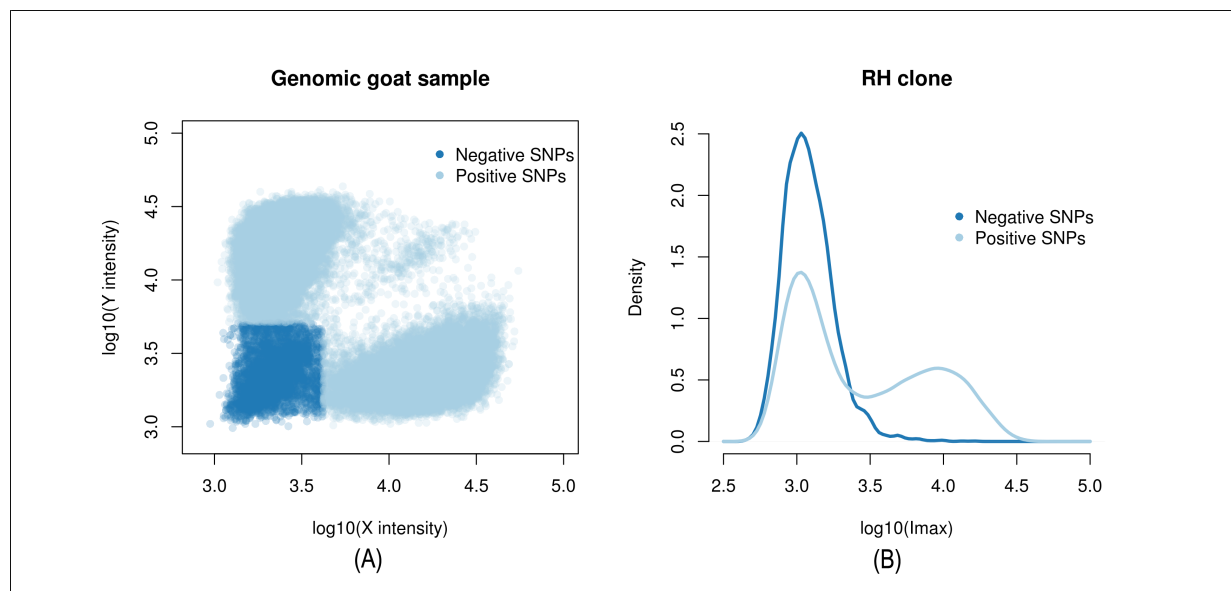 Genomic goat sample
log10(Y intensity)
5.0
4.5
4.0
3.5
3.0
Negative SNPs
Positive SNPs
3.0 3.5 4.0 4.5 5.0
log10(X intensity)
(A)
RH clone
Density
2.5
2.0
1.5
1.0
0.5
0.0
Negative SNPs
Positive SNPs
2.5 3.0 3.5 4.0 4.5 5.0
log10(Imax)
(B)